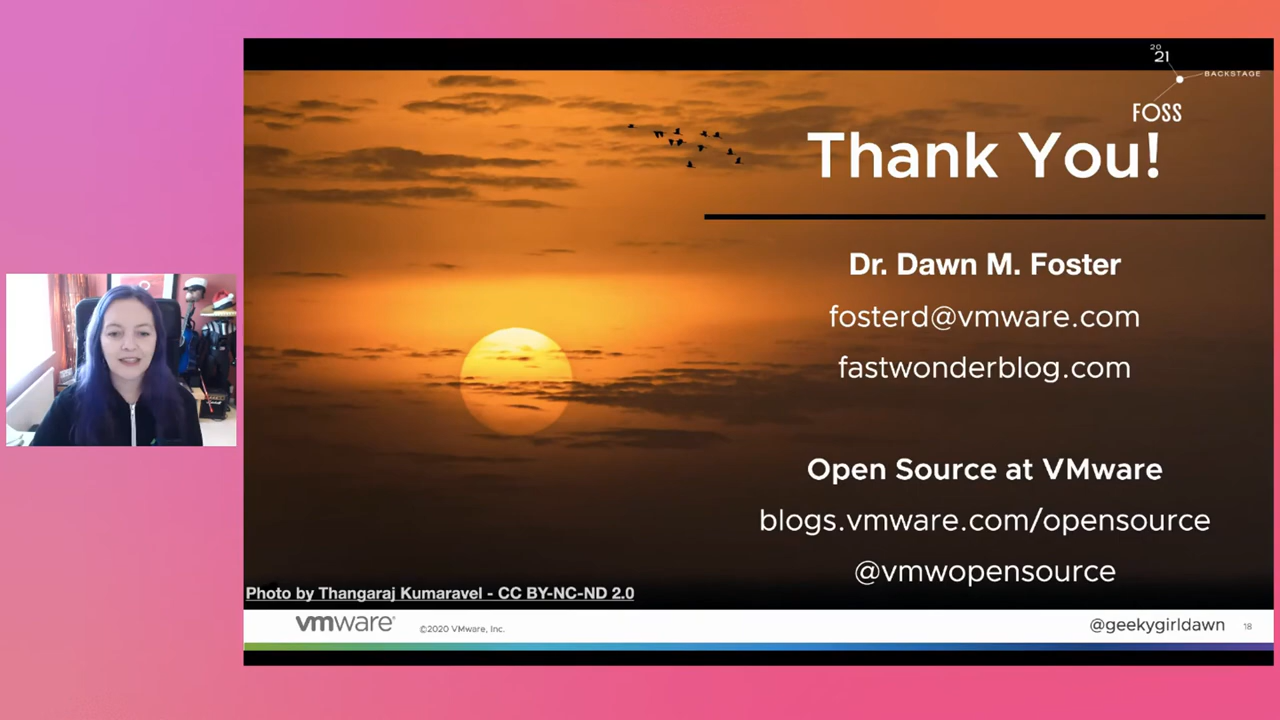 20
21
BACKSTAGE
FOSS
Thank You!
Dr. Dawn M. Foster
fosterd@vmware.com
fastwonderblog.com
Open Source at VMware
blogs.vmware.com/opensource
@vmwopensource
Photo by Thangaraj Kumaravel - CC BY-NC-ND 2.0
vmware®
©2020 VMware, Inc.
@geekygirldawn
18